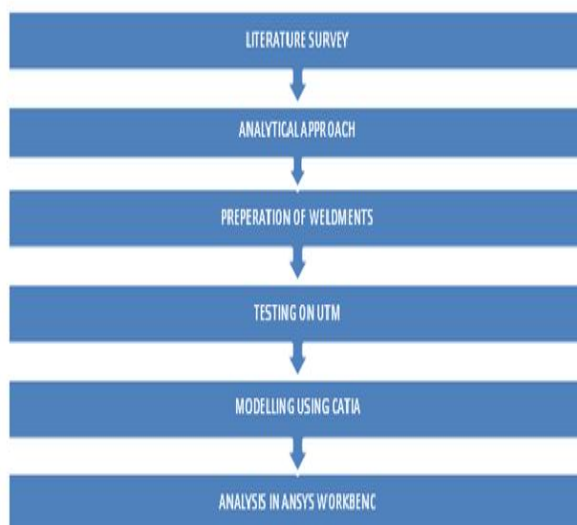 LITERATURE SURVEY
ANALYTICAL APPROACH
PREPERATION OF WELDMENTS
TESTING ON UTM
MODELLING USING CATIA
ANALYSIS IN ANSYS WORKBENC